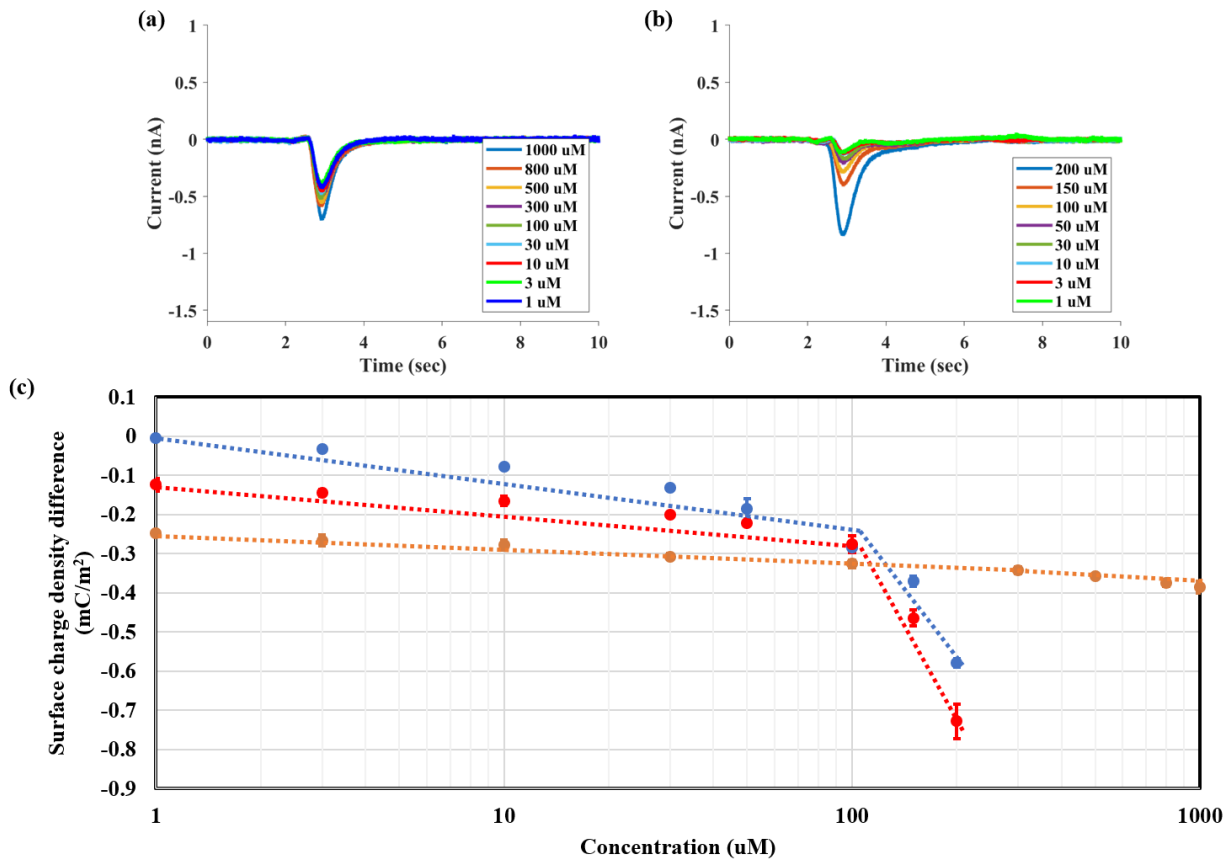 (a)
1
0.5
0
-0.5
-1
-1.5
Current (nA)
0 2 4 6 8 10
Time (sec)
1000 uM
800 uM
500 uM
300 uM
100 uM
30 uM
10 uM
3 uM
1 uM
(b)
1
0.5
0
-0.5
-1
-1.5
Current (nA)
0 2 4 6 8 10
Time (sec)
200 uM
150 uM
100 uM
50 uM
30 uM
10 uM
3 uM
1 uM
(c)
0.1
0
-0.1
-0.2
-0.3
-0.4
-0.5
-0.6
-0.7
-0.8
-0.9
Surface charge density difference
(mC/m²)
1 10 100 1000
Concentration (uM)